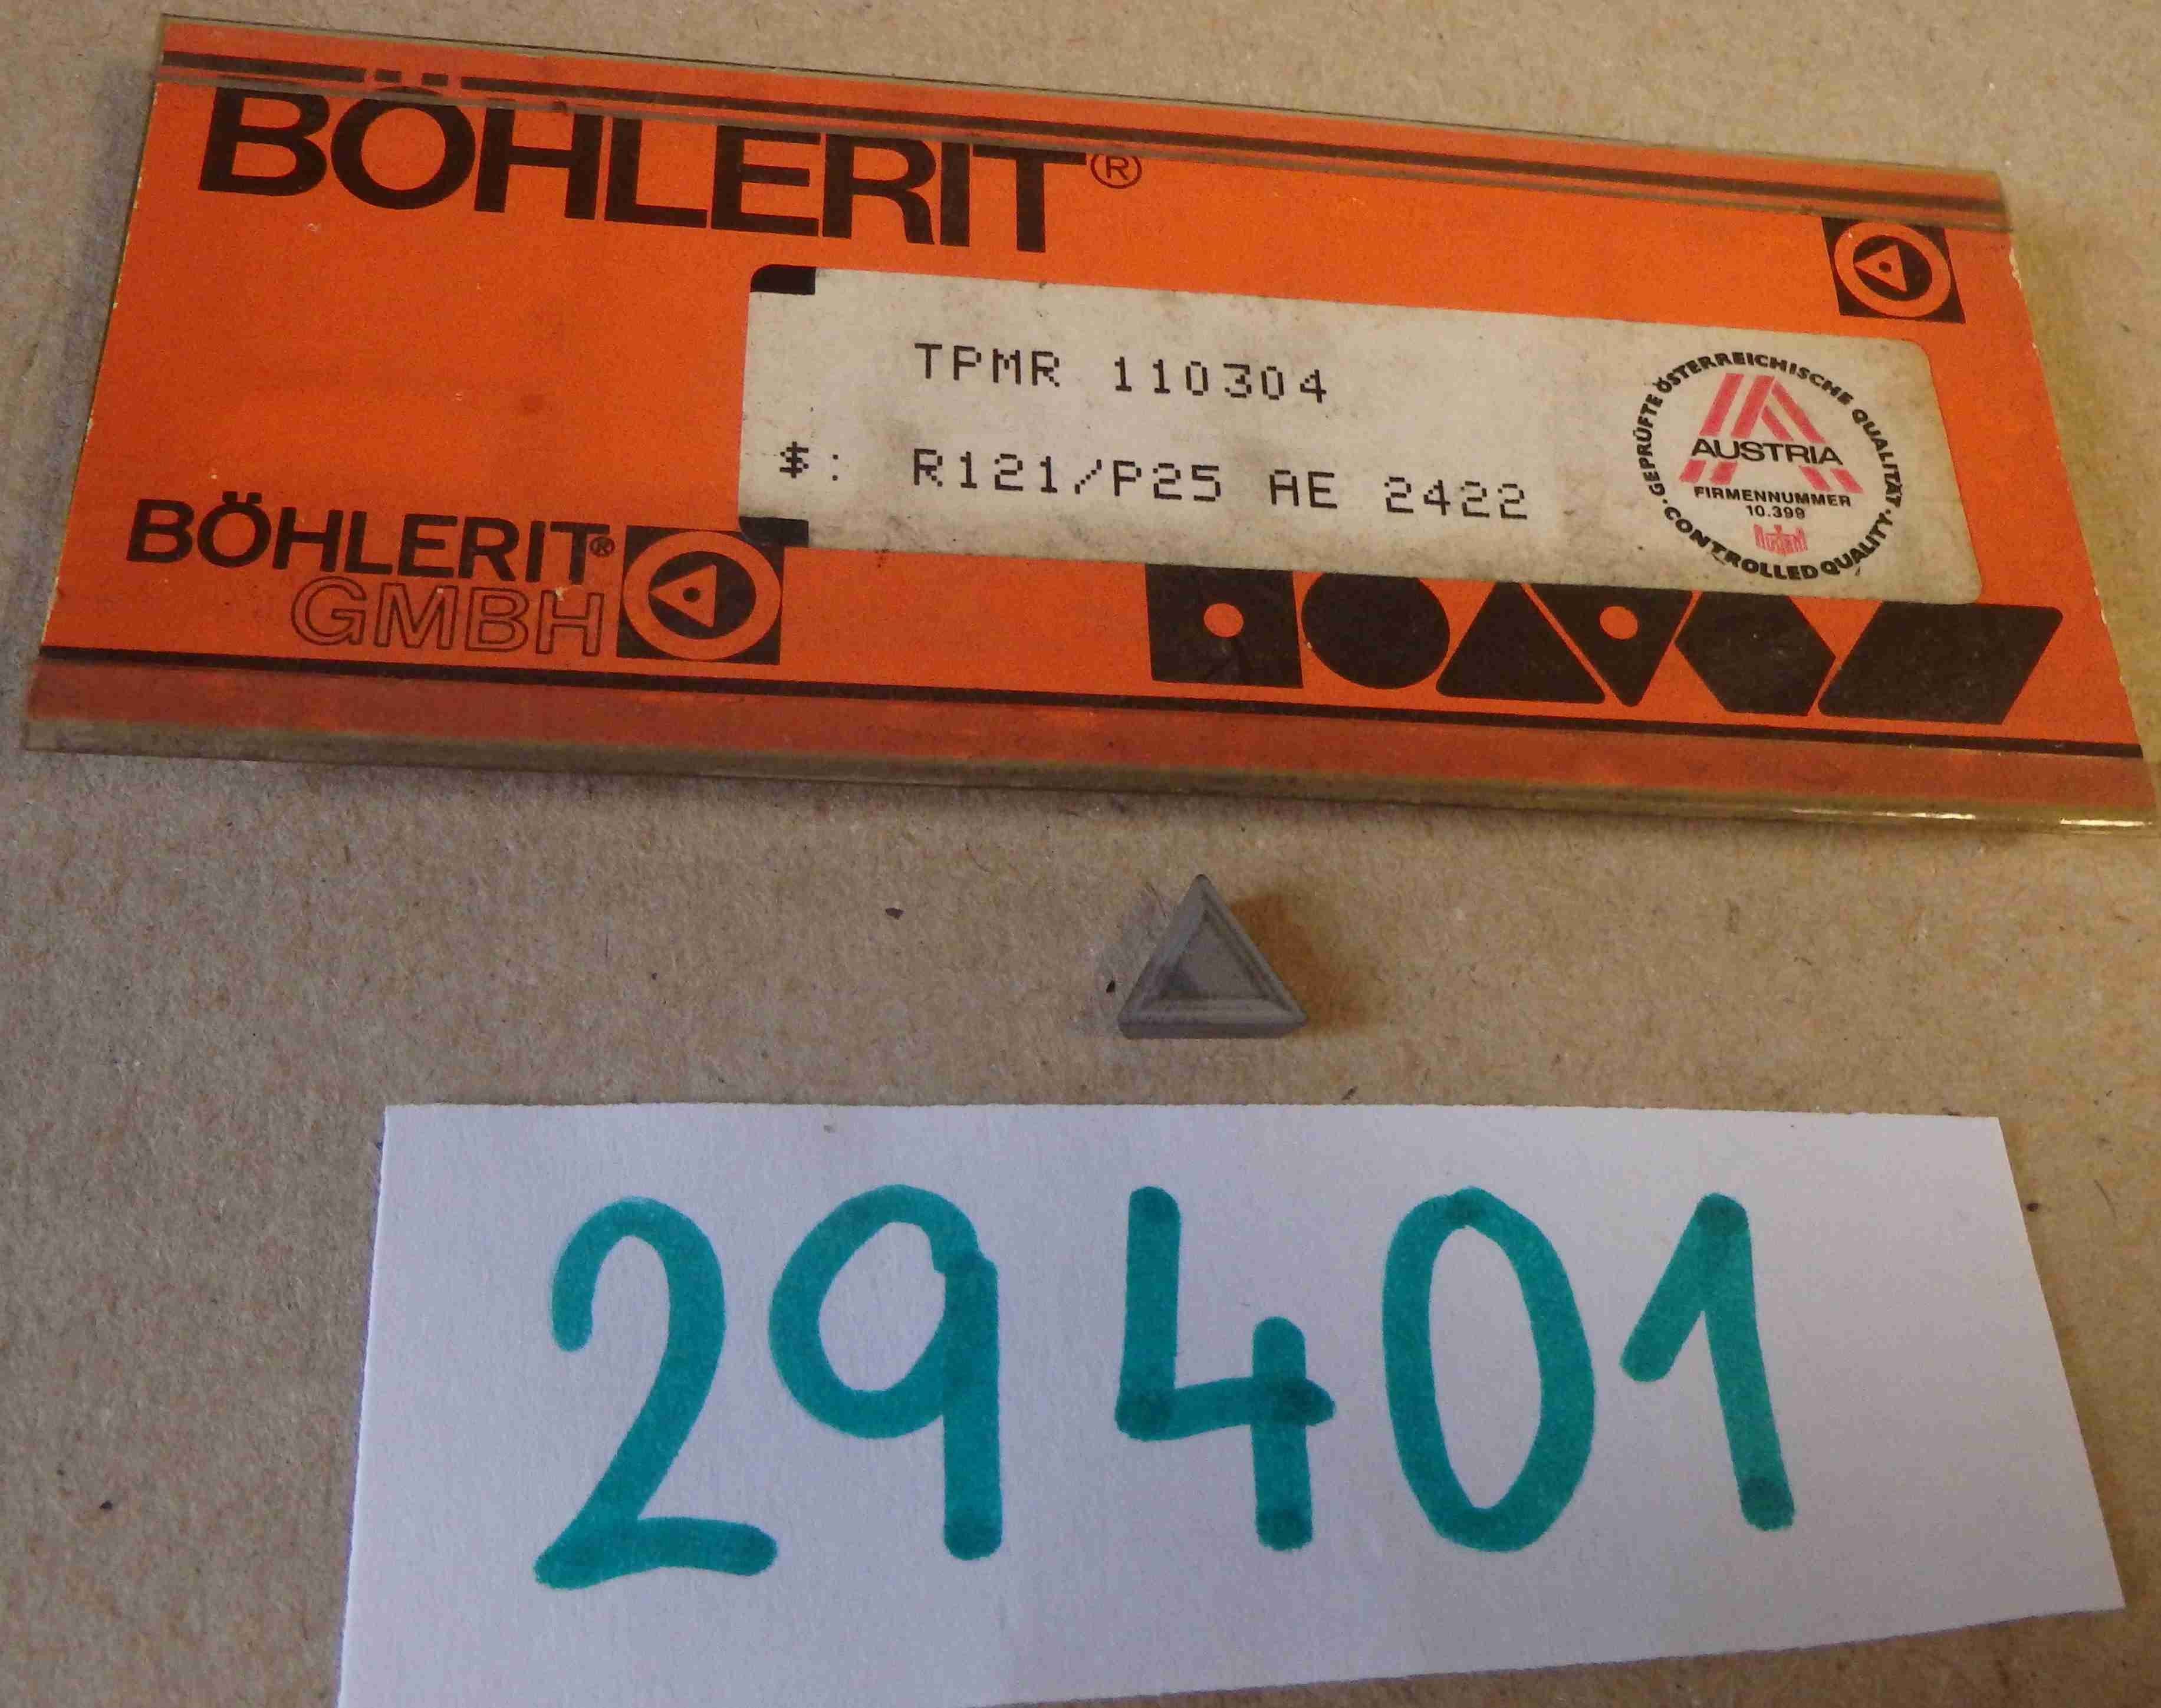 BÖHLERIT®
TPMR 110304
$: R121/P25 AE 2422
GEPRÜFTE ÖSTERREICHISCHE QUALITÄT · CONTROLLED QUALITY ·
AUSTRIA
FIRMENNUMMER
10.399
BÖHLERIT®
GMBH
29401